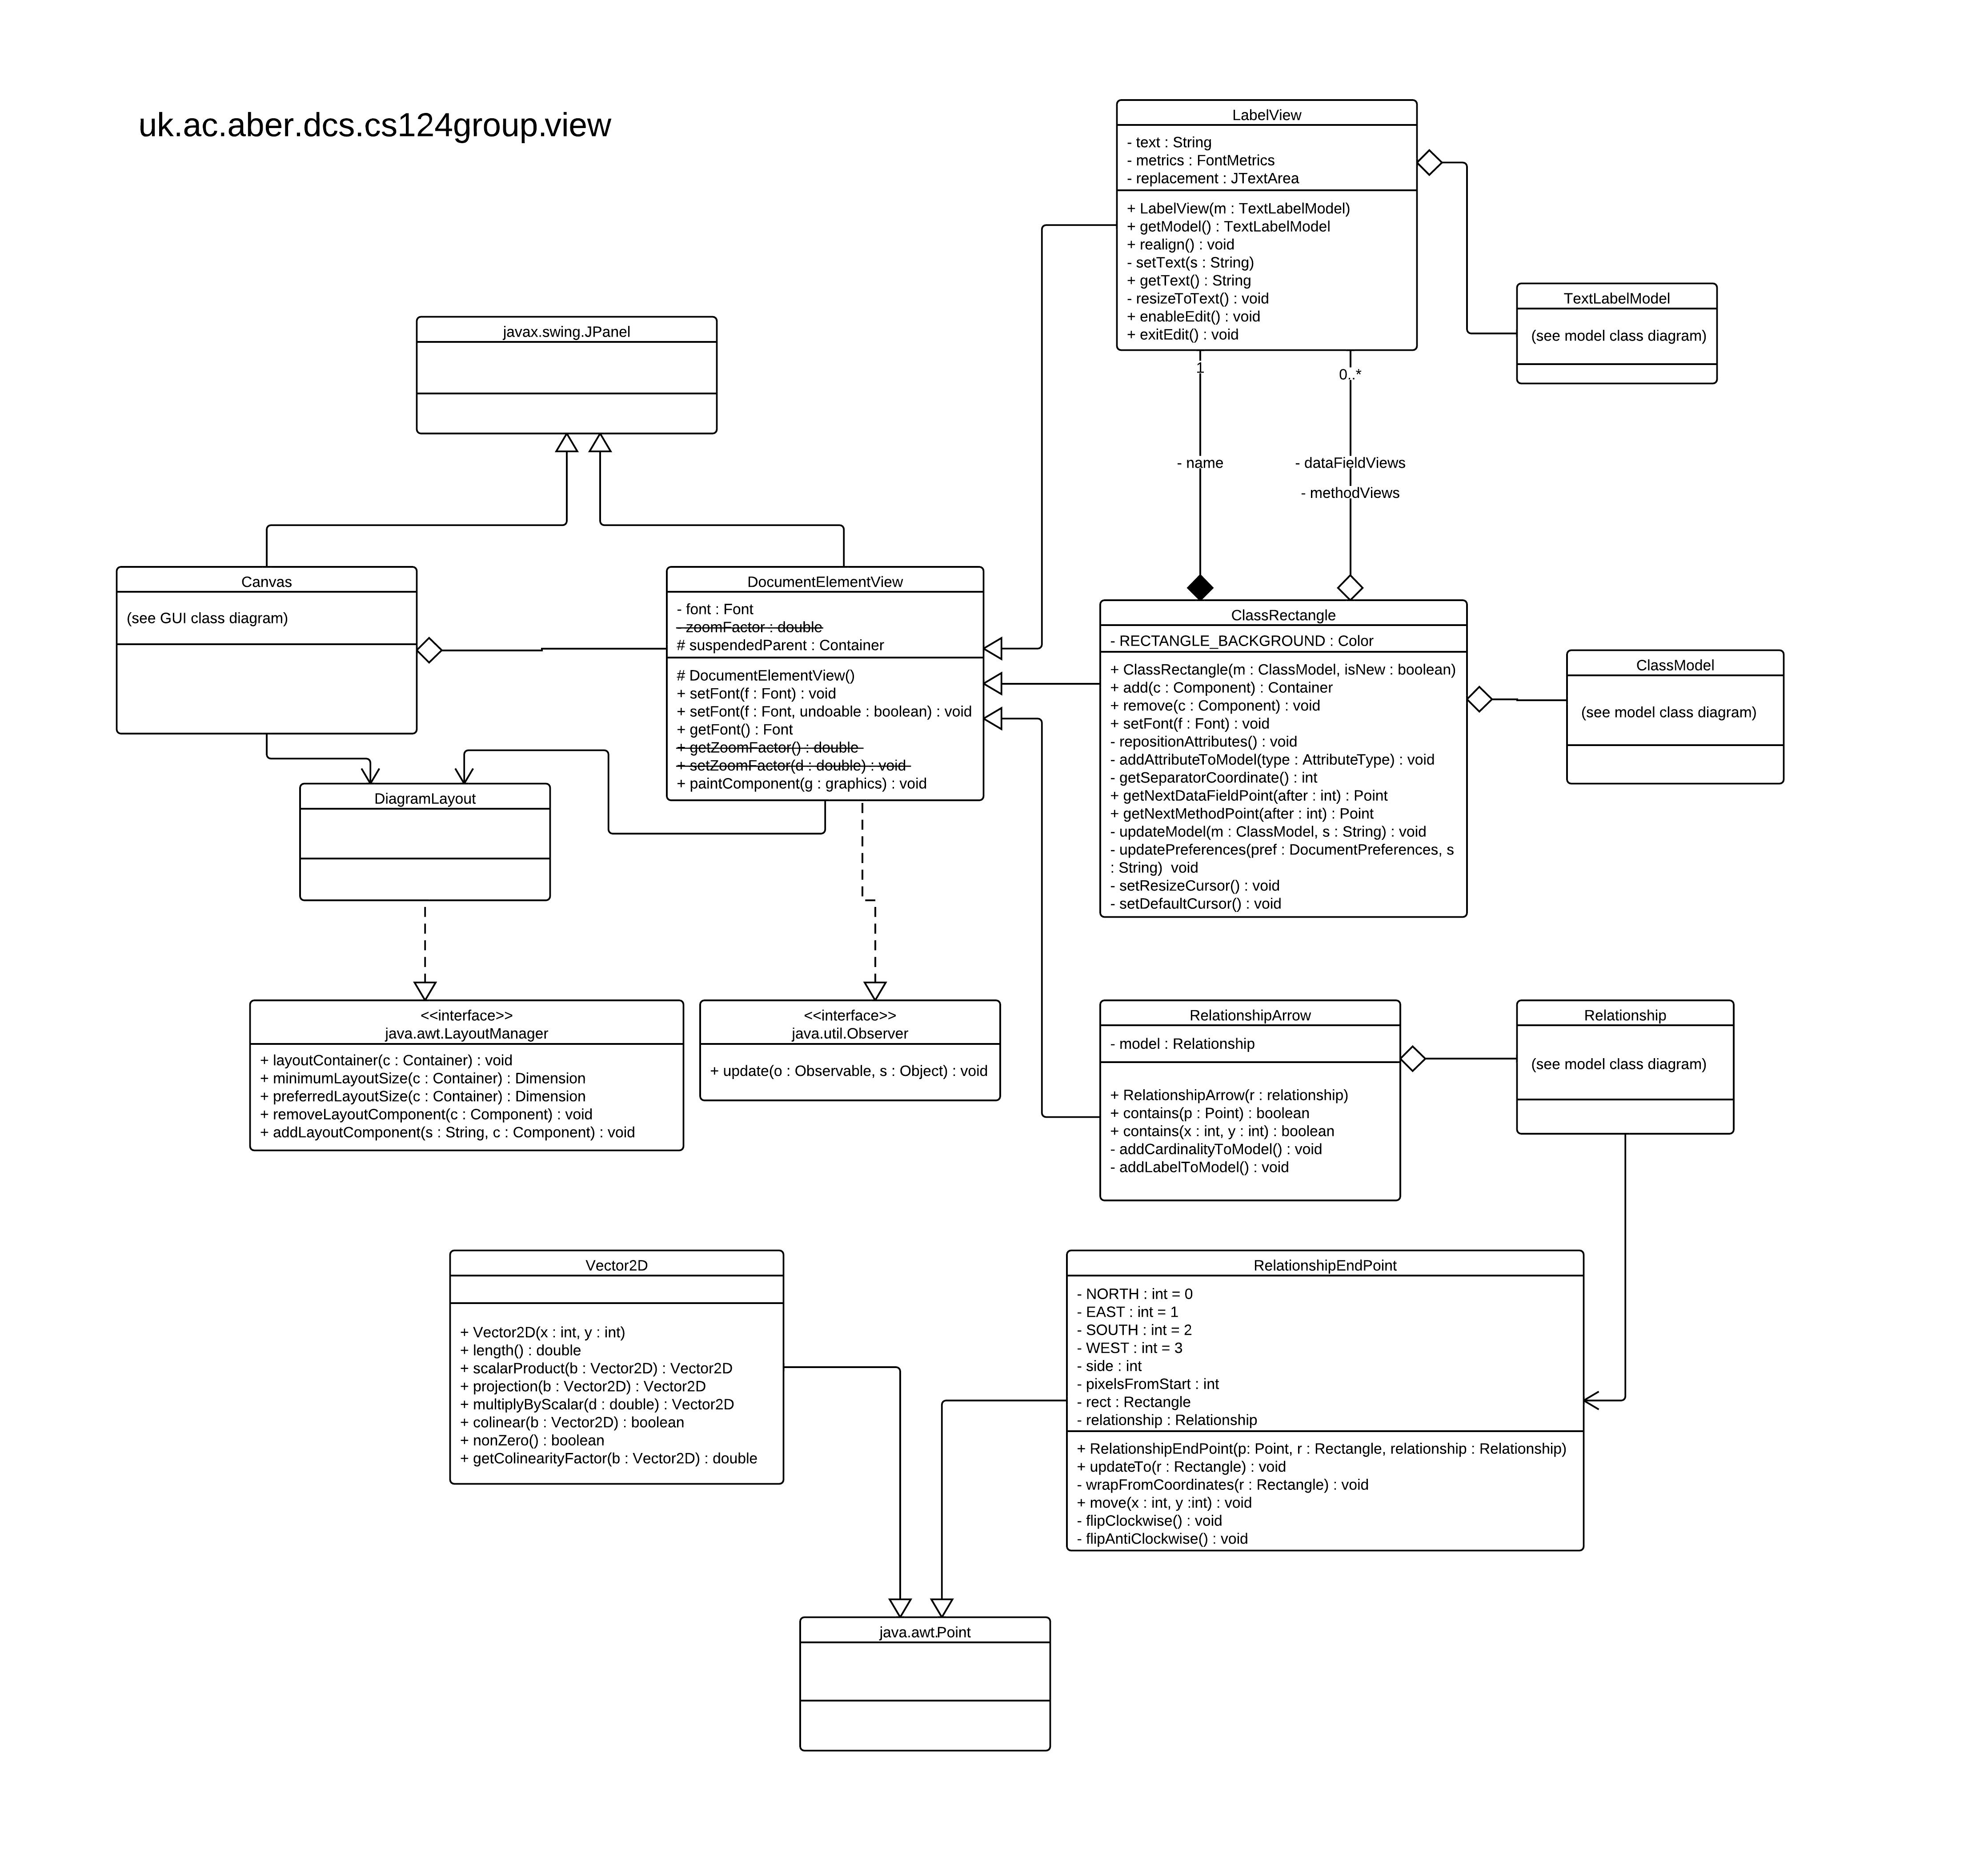 uk.ac.aber.dcs.cs124group.view
LabelView
- text : String
- metrics : FontMetrics
- replacement : JTextArea
+ LabelView(m : TextLabelModel)
+ getModel() : TextLabelModel
+ realign() : void
- setText(s : String)
+ getText() : String
- resizeToText() : void
+ enableEdit() : void
+ exitEdit() : void
TextLabelModel
(see model class diagram)
javax.swing.JPanel
1
0..*
- name
- dataFieldViews
- methodViews
Canvas
(see GUI class diagram)
DocumentElementView
- font : Font
- zoomFactor : double
# suspendedParent : Container
# DocumentElementView()
+ setFont(f : Font) : void
+ setFont(f : Font, undoable : boolean) : void
+ getFont() : Font
+ getZoomFactor() : double
+ setZoomFactor(d : double) : void
+ paintComponent(g : graphics) : void
ClassRectangle
- RECTANGLE_BACKGROUND : Color
+ ClassRectangle(m : ClassModel, isNew : boolean)
+ add(c : Component) : Container
+ remove(c : Component) : void
+ setFont(f : Font) : void
- repositionAttributes() : void
- addAttributeToModel(type : AttributeType) : void
- getSeparatorCoordinate() : int
+ getNextDataFieldPoint(after : int) : Point
+ getNextMethodPoint(after : int) : Point
- updateModel(m : ClassModel, s : String) : void
- updatePreferences(pref : DocumentPreferences, s
: String)  void
- setResizeCursor() : void
- setDefaultCursor() : void
ClassModel
(see model class diagram)
DiagramLayout
<<interface>>
java.awt.LayoutManager
+ layoutContainer(c : Container) : void
+ minimumLayoutSize(c : Container) : Dimension
+ preferredLayoutSize(c : Container) : Dimension
+ removeLayoutComponent(c : Component) : void
+ addLayoutComponent(s : String, c : Component) : void
<<interface>>
java.util.Observer
+ update(o : Observable, s : Object) : void
RelationshipArrow
- model : Relationship
+ RelationshipArrow(r : relationship)
+ contains(p : Point) : boolean
+ contains(x : int, y : int) : boolean
- addCardinalityToModel() : void
- addLabelToModel() : void
Relationship
(see model class diagram)
Vector2D
+ Vector2D(x : int, y : int)
+ length() : double
+ scalarProduct(b : Vector2D) : Vector2D
+ projection(b : Vector2D) : Vector2D
+ multiplyByScalar(d : double) : Vector2D
+ colinear(b : Vector2D) : boolean
+ nonZero() : boolean
+ getColinearityFactor(b : Vector2D) : double
RelationshipEndPoint
- NORTH : int = 0
- EAST : int = 1
- SOUTH : int = 2
- WEST : int = 3
- side : int
- pixelsFromStart : int
- rect : Rectangle
- relationship : Relationship
+ RelationshipEndPoint(p: Point, r : Rectangle, relationship : Relationship)
+ updateTo(r : Rectangle) : void
- wrapFromCoordinates(r : Rectangle) : void
+ move(x : int, y :int) : void
- flipClockwise() : void
- flipAntiClockwise() : void
java.awt.Point